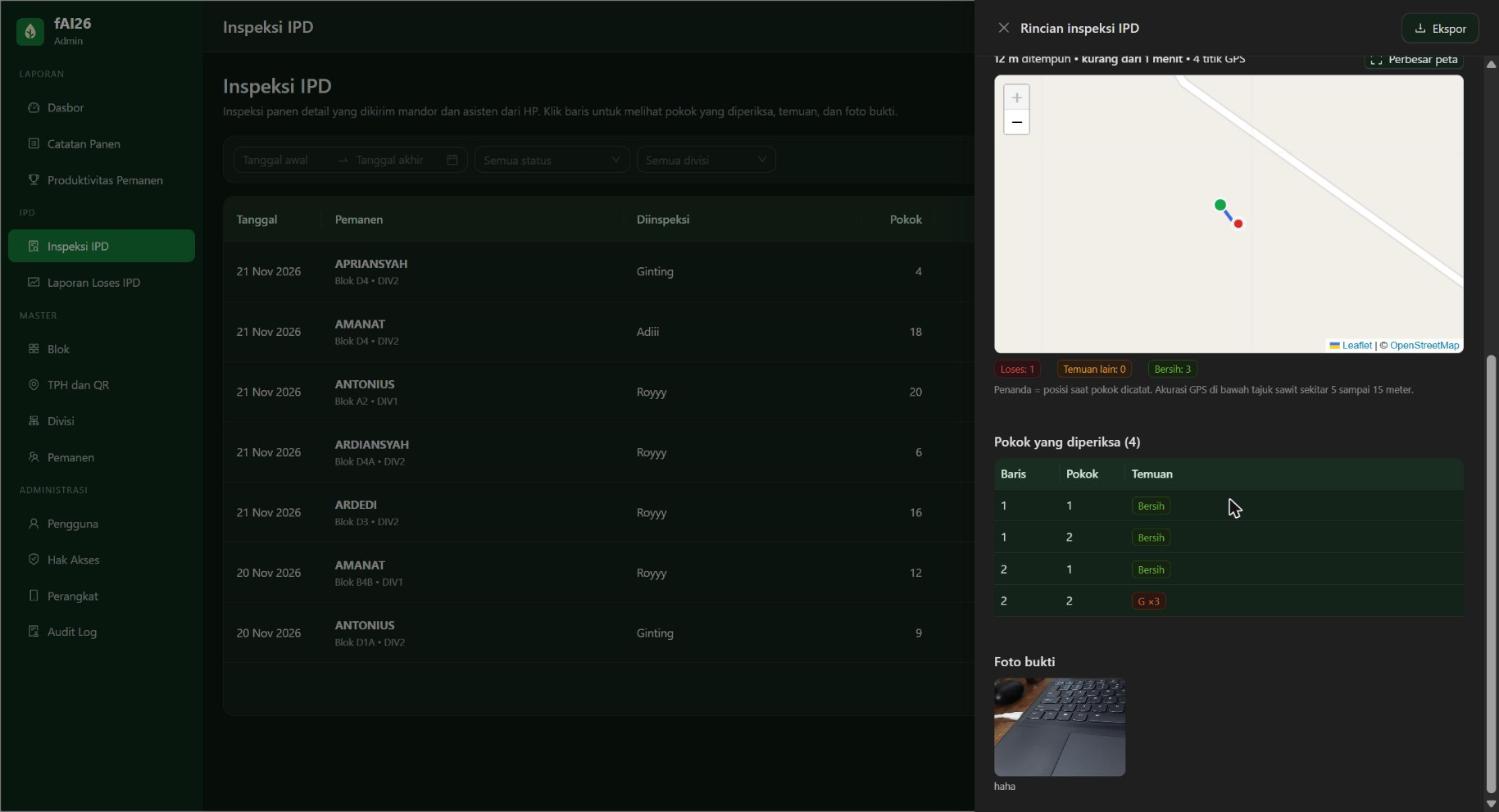 fAI26
Admin
LAPORAN
Dasbor
Catatan Panen
Produktivitas Pemanen
IPD
Inspeksi IPD
Laporan Loses IPD
MASTER
Blok
TPH dan QR
Divisi
Pemanen
ADMINISTRASI
Pengguna
Hak Akses
Perangkat
Audit Log
Inspeksi IPD
Inspeksi IPD
Inspeksi panen detail yang dikirim mandor dan asisten dari HP. Klik baris untuk melihat pokok yang diperiksa, temuan, dan foto bukti.
Tanggal awal → Tanggal akhir Semua status Semua divisi
Tanggal Pemanen Diinspeksi Pokok
21 Nov 2026 APRIANSYAH Ginting 4
Blok D4 • DIV2
21 Nov 2026 AMANAT Adiii 18
Blok D4 • DIV2
21 Nov 2026 ANTONIUS Royyy 20
Blok A2 • DIV1
21 Nov 2026 ARDIANSYAH Royyy 6
Blok D4A • DIV2
21 Nov 2026 ARDEDI Royyy 16
Blok D3 • DIV2
20 Nov 2026 AMANAT Royyy 12
Blok B4B • DIV1
20 Nov 2026 ANTONIUS Ginting 9
Blok D1A • DIV2
Rincian inspeksi IPD Ekspor
12 m ditempun • kurang dari 1 menit • 4 titik GPS Perbesar peta
+
−
Leaflet | © OpenStreetMap
Loses: 1 Temuan lain: 0 Bersih: 3
Penanda = posisi saat pokok dicatat. Akurasi GPS di bawah tajuk sawit sekitar 5 sampai 15 meter.
Pokok yang diperiksa (4)
Baris Pokok Temuan
1 1 Bersih
1 2 Bersih
2 1 Bersih
2 2 G ×3
Foto bukti
haha